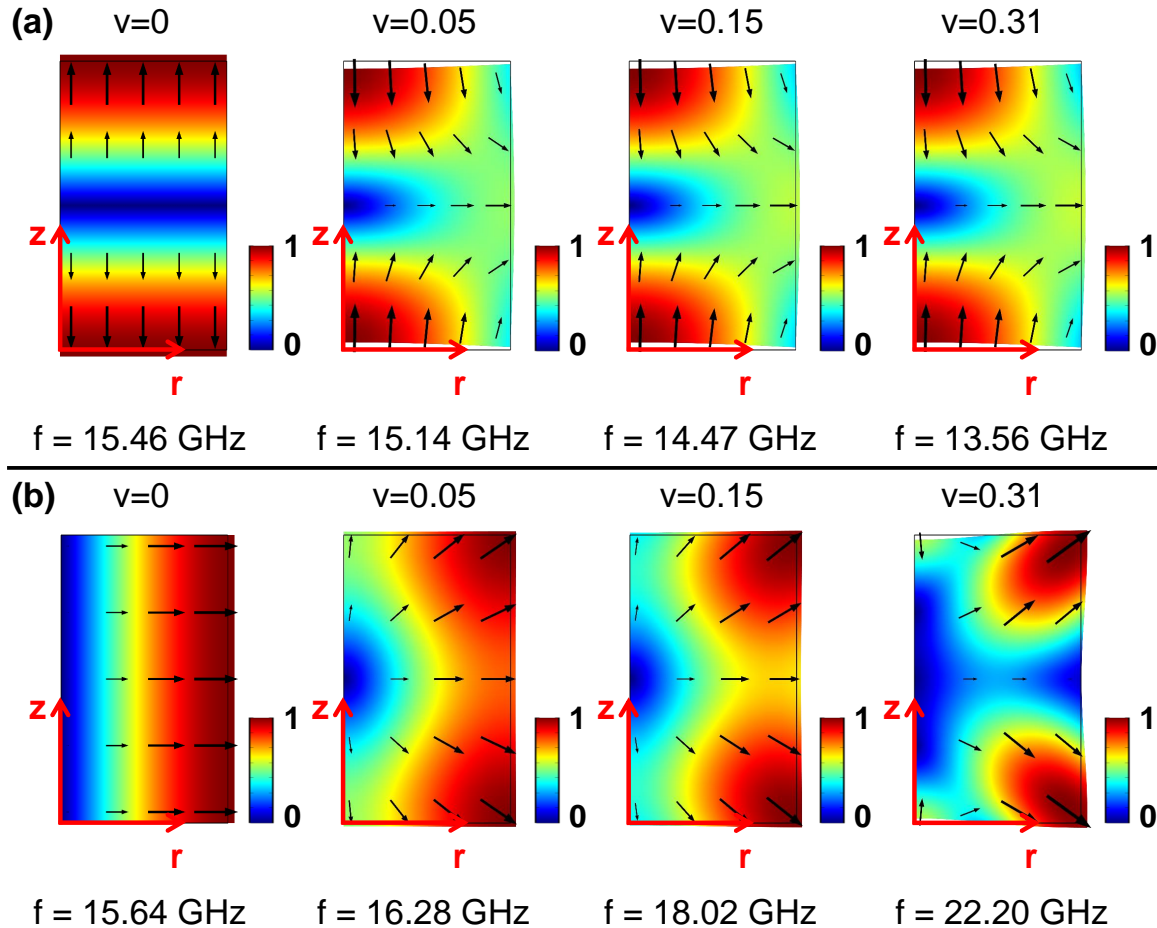 (a) v=0 v=0.05 v=0.15 v=0.31
1 1 1 1
z z z z
0 0 0 0
r r r r
f = 15.46 GHz f = 15.14 GHz f = 14.47 GHz f = 13.56 GHz
(b) v=0 v=0.05 v=0.15 v=0.31
1 1 1 1
z z z z
0 0 0 0
r r r r
f = 15.64 GHz f = 16.28 GHz f = 18.02 GHz f = 22.20 GHz